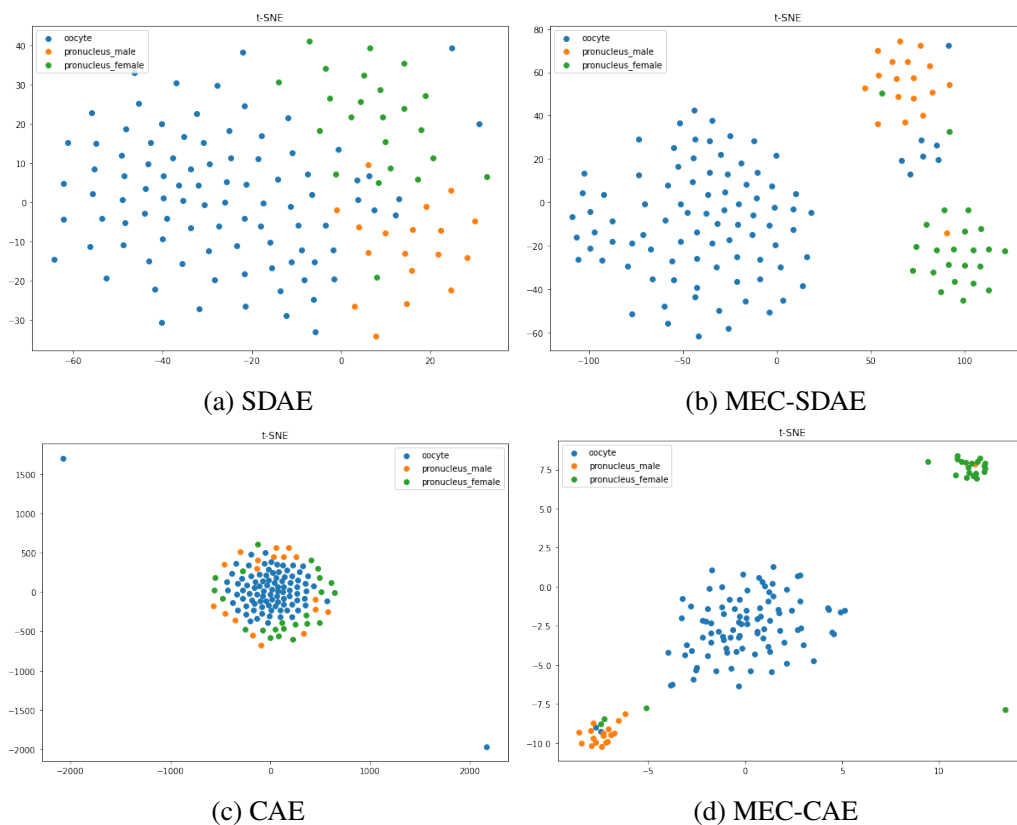 t-SNE
oocyte
pronucleus_male
pronucleus_female
40
30
20
10
0
−10
−20
−30
−60
−40
−20
0
20
(a) SDAE
t-SNE
oocyte
pronucleus_male
pronucleus_female
80
60
40
20
0
−20
−40
−60
−100
−50
0
50
100
(b) MEC-SDAE
t-SNE
oocyte
pronucleus_male
pronucleus_female
1500
1000
500
0
−500
−1000
−1500
−2000
−2000
−1000
0
1000
2000
(c) CAE
t-SNE
oocyte
pronucleus_male
pronucleus_female
7.5
5.0
2.5
0.0
−2.5
−5.0
−7.5
−10.0
−5
0
5
10
(d) MEC-CAE